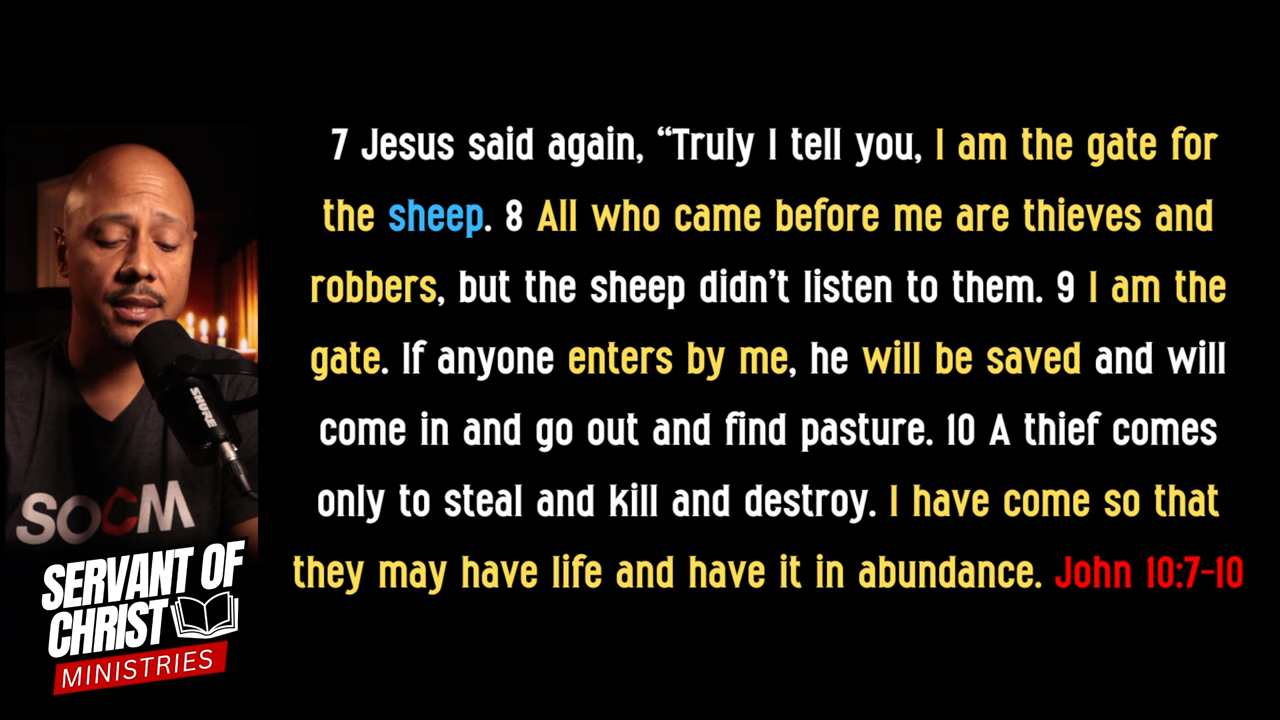 7 Jesus said again, “Truly I tell you, I am the gate for
the sheep. 8 All who came before me are thieves and
robbers, but the sheep didn’t listen to them. 9 I am the
gate. If anyone enters by me, he will be saved and will
come in and go out and find pasture. 10 A thief comes
only to steal and kill and destroy. I have come so that
they may have life and have it in abundance. John 10:7-10
SHURE
SOCM
SERVANT OF
CHRIST
MINISTRIES